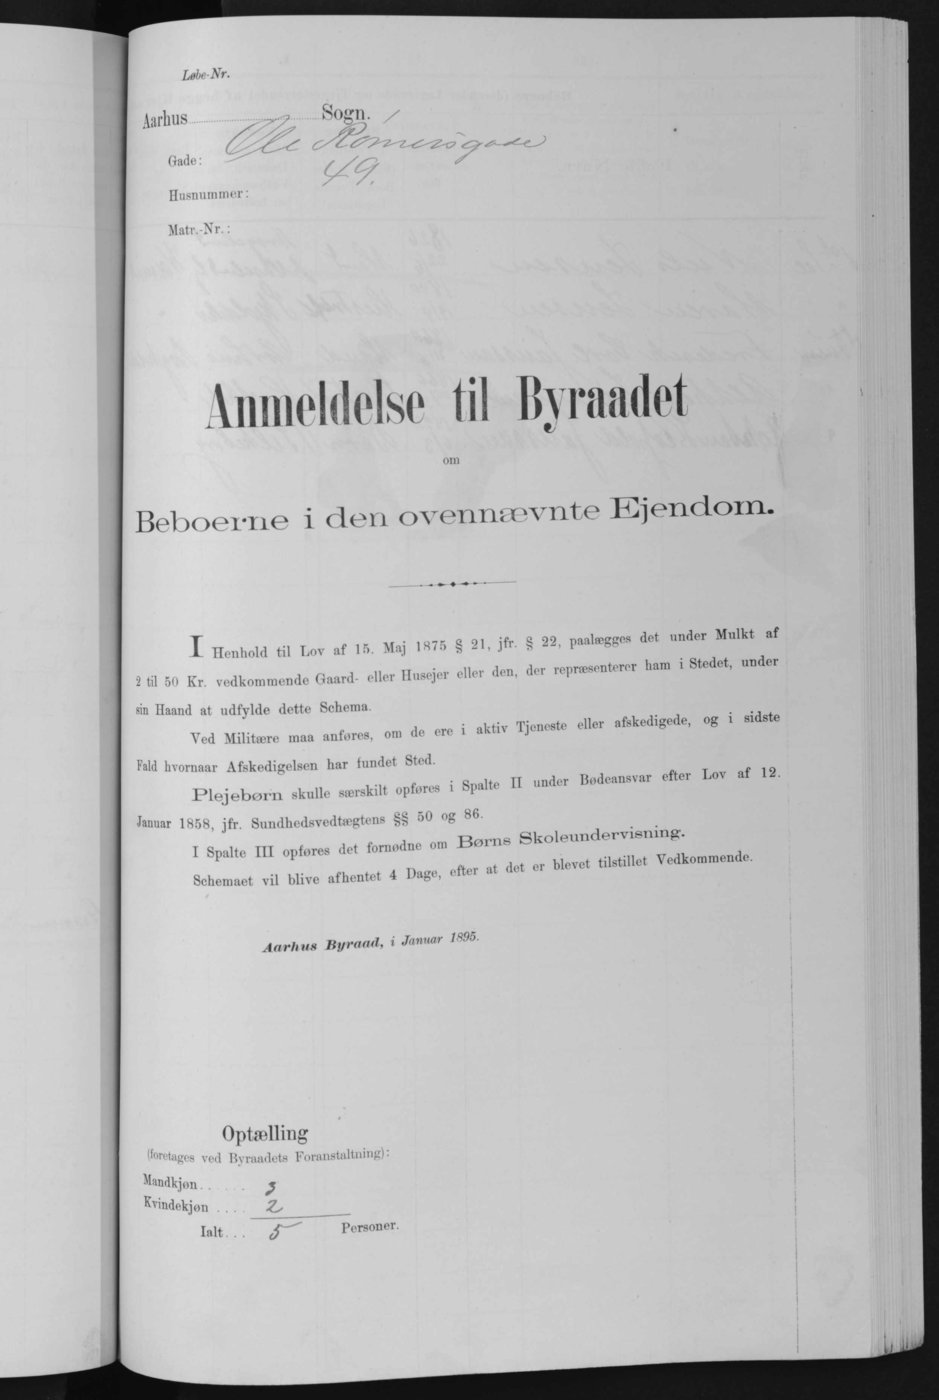 Løbe-Nr.
Aarhus Sogn.
Gade: Ole Rømersgade
Husnummer: 49.
Matr.-Nr.:
Anmeldelse til Byraadet
om
Beboerne i den ovennævnte Ejendom.
I Henhold til Lov af 15. Maj 1875 § 21, jfr. § 22, paalægges det under Mulkt af
2 til 50 Kr. vedkommende Gaard- eller Husejer eller den, der repræsenterer ham i Stedet, under
sin Haand at udfylde dette Schema.
Ved Militære maa anføres, om de ere i aktiv Tjeneste eller afskedigede, og i sidste
Fald hvornaar Afskedigelsen har fundet Sted.
Plejebørn skulle særskilt opføres i Spalte II under Bødeansvar efter Lov af 12.
Januar 1858, jfr. Sundhedsvedtægtens §§ 50 og 86.
I Spalte III opføres det fornødne om Børns Skoleundervisning.
Schemaet vil blive afhentet 4 Dage, efter at det er blevet tilstillet Vedkommende.
Aarhus Byraad, i Januar 1895.
Optælling
(foretages ved Byraadets Foranstaltning):
Mandkjøn...... 3
Kvindekjøn .... 2
Ialt... 5 Personer.